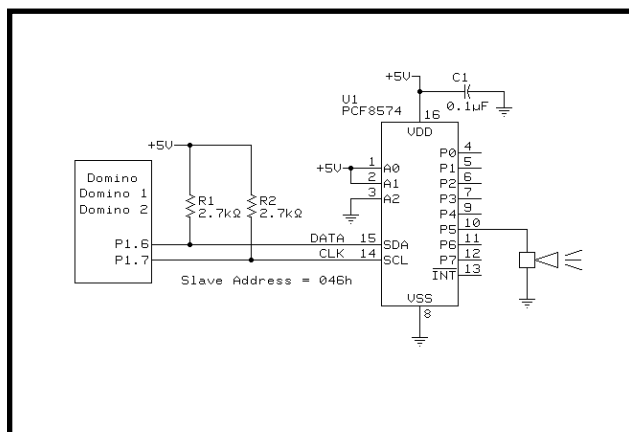 +5V
C1
0.1µF
U1
PCF8574
16
VDD
+5V
Domino
Domino 1
Domino 2
P1.6
P1.7
R1
2.7kΩ
R2
2.7kΩ
DATA
CLK
Slave Address = 046h
+5V
1 A0
2 A1
3 A2
15 SDA
14 SCL
P0 4
P1 5
P2 6
P3 7
P4 9
P5 10
P6 11
P7 12
INT 13
VSS
8